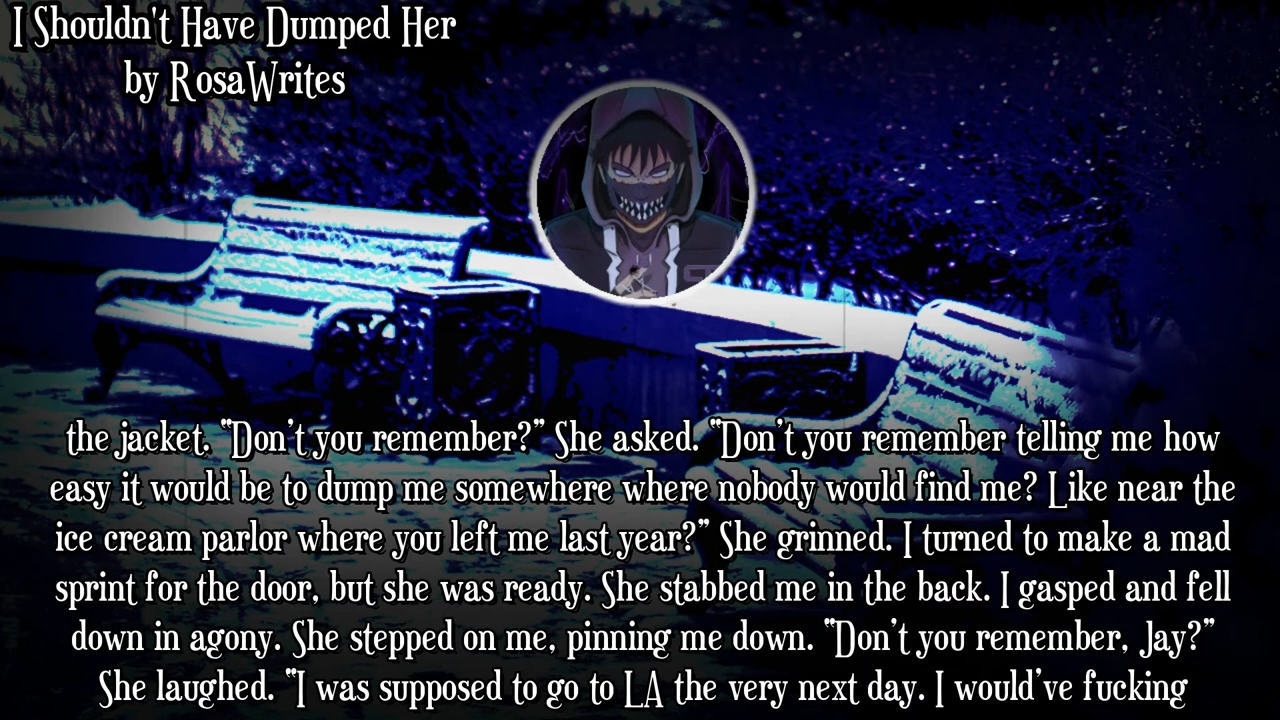 I Shouldn't Have Dumped Her
by RosaWrites
the jacket. “Don’t you remember?” She asked. “Don’t you remember telling me how
easy it would be to dump me somewhere where nobody would find me? Like near the
ice cream parlor where you left me last year?” She grinned. I turned to make a mad
sprint for the door, but she was ready. She stabbed me in the back. I gasped and fell
down in agony. She stepped on me, pinning me down. “Don’t you remember, Jay?”
She laughed. “I was supposed to go to LA the very next day. I would’ve fucking